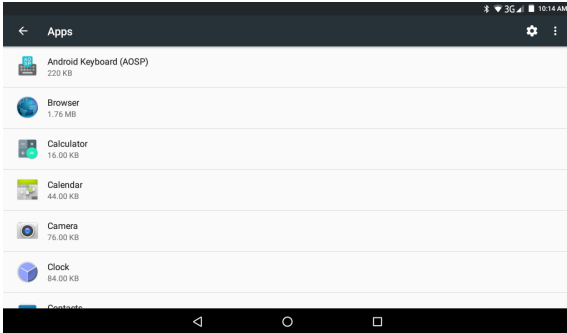 3G 10:14 AM
Apps
Android Keyboard (AOSP)
220 KB
Browser
1.76 MB
Calculator
16.00 KB
Calendar
44.00 KB
Camera
76.00 KB
Clock
84.00 KB
Contacts